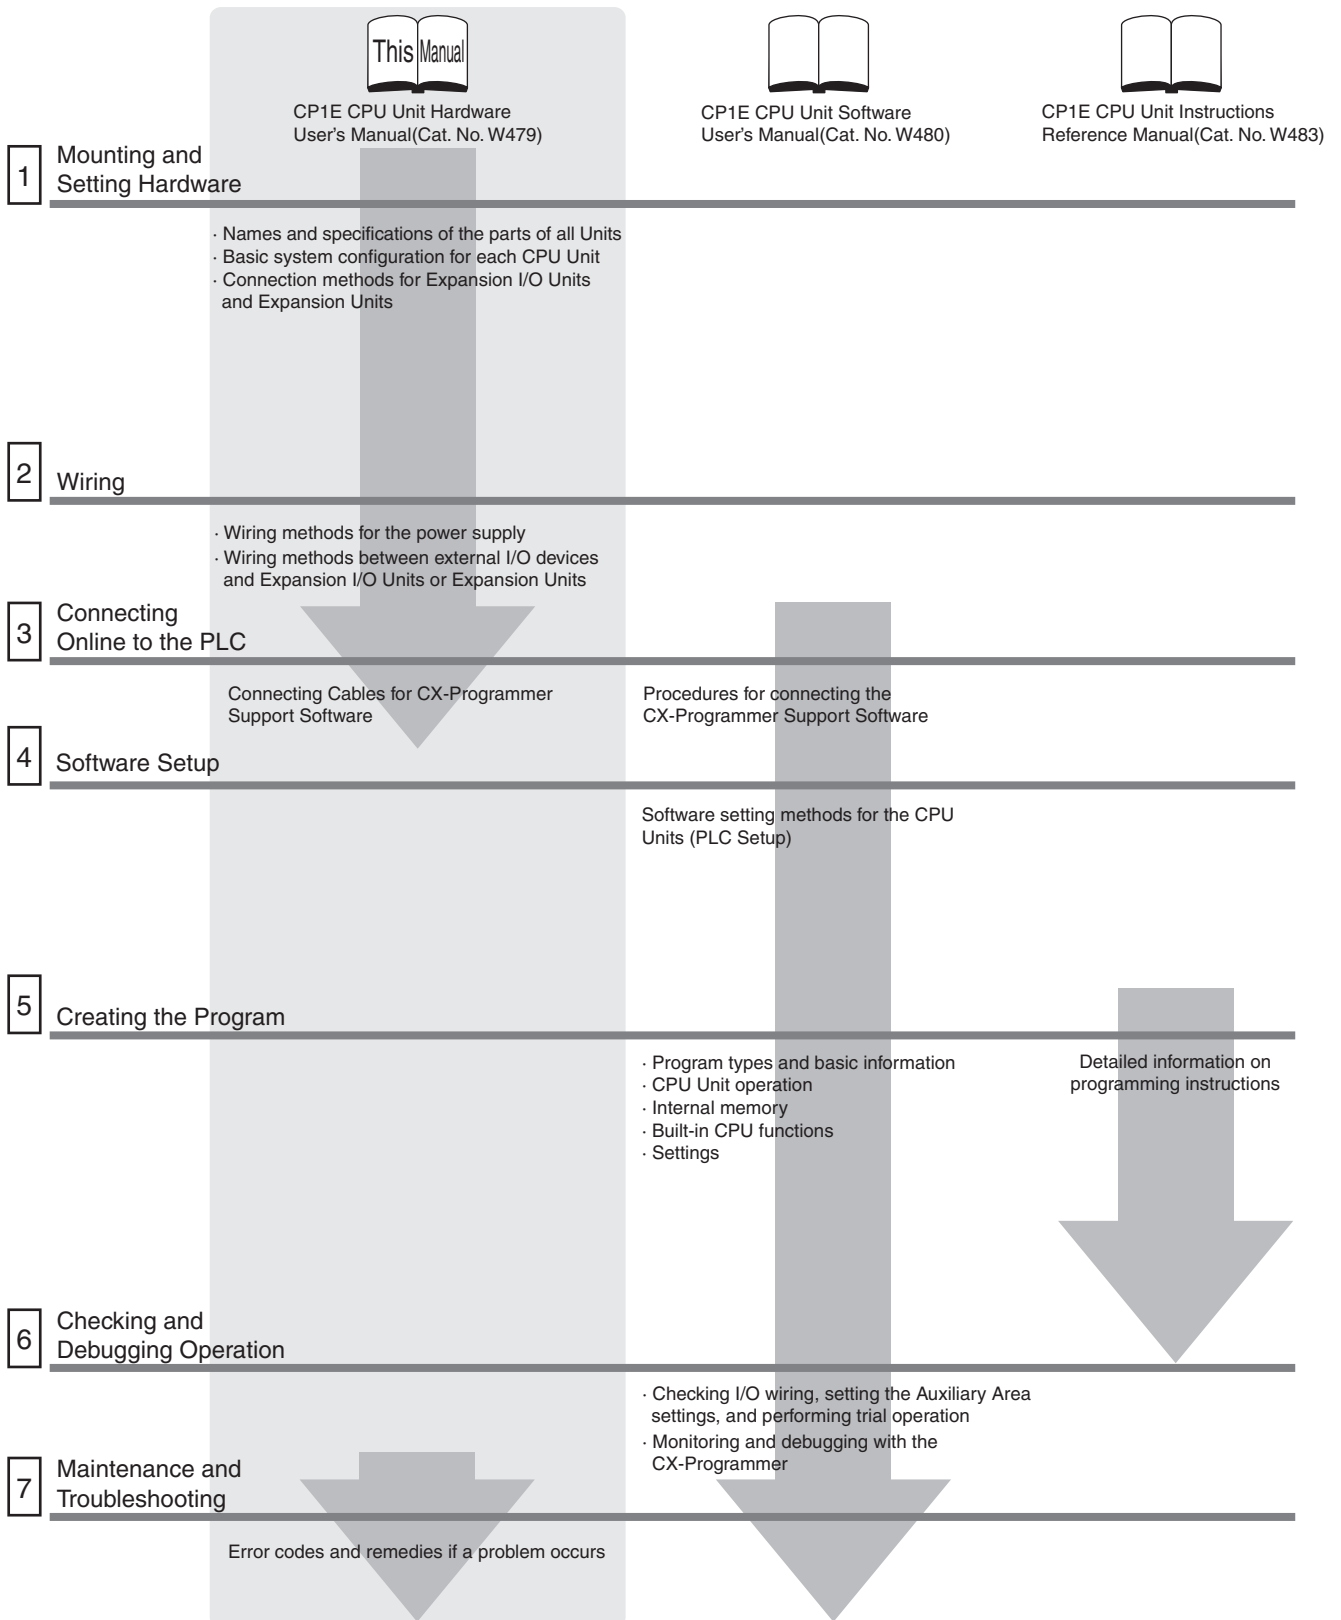 This Manual
CP1E CPU Unit Hardware
User's Manual(Cat. No. W479)
CP1E CPU Unit Software
User's Manual(Cat. No. W480)
CP1E CPU Unit Instructions
Reference Manual(Cat. No. W483)
1
Mounting and
Setting Hardware
· Names and specifications of the parts of all Units
· Basic system configuration for each CPU Unit
· Connection methods for Expansion I/O Units
and Expansion Units
2
Wiring
· Wiring methods for the power supply
· Wiring methods between external I/O devices
and Expansion I/O Units or Expansion Units
3
Connecting
Online to the PLC
Connecting Cables for CX-Programmer
Support Software
Procedures for connecting the
CX-Programmer Support Software
4
Software Setup
Software setting methods for the CPU
Units (PLC Setup)
5
Creating the Program
· Program types and basic information
· CPU Unit operation
· Internal memory
· Built-in CPU functions
· Settings
Detailed information on
programming instructions
6
Checking and
Debugging Operation
· Checking I/O wiring, setting the Auxiliary Area
settings, and performing trial operation
· Monitoring and debugging with the
CX-Programmer
7
Maintenance and
Troubleshooting
Error codes and remedies if a problem occurs